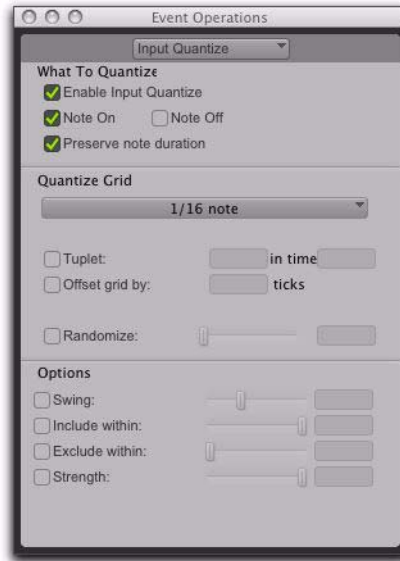 Event Operations
Input Quantize
What To Quantize
Enable Input Quantize
Note On Note Off
Preserve note duration
Quantize Grid
1/16 note
Tuplet: in time
Offset grid by: ticks
Randomize:
Options
Swing:
Include within:
Exclude within:
Strength: